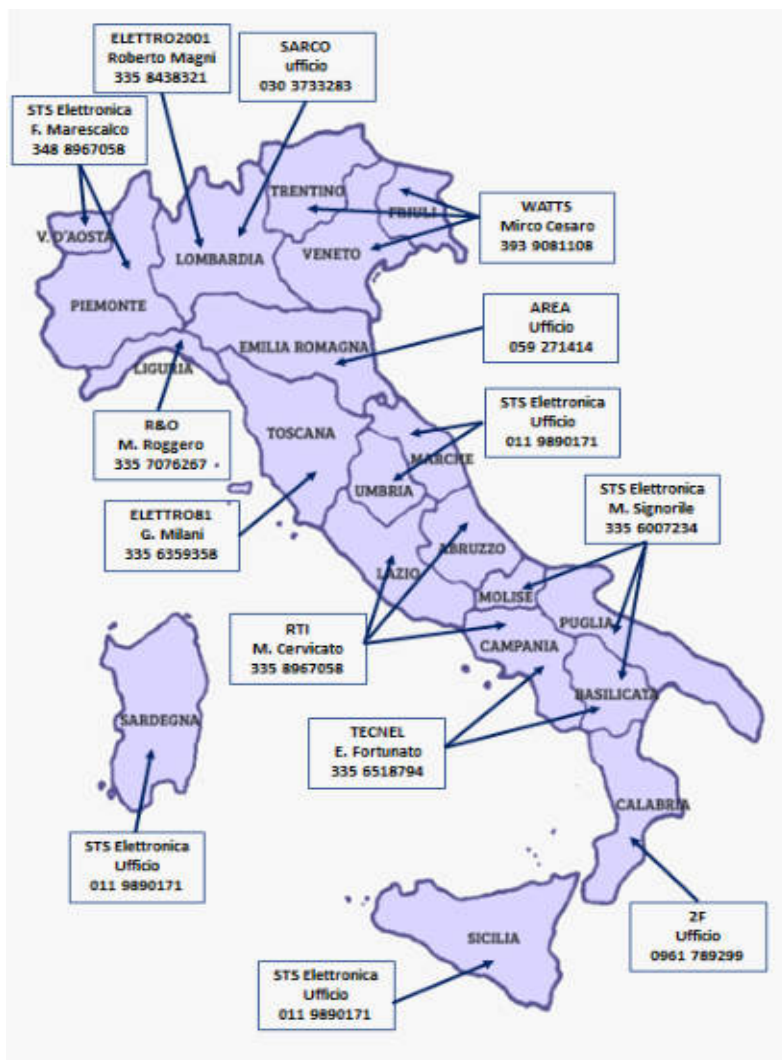 ELETTRO2001
Roberto Magni
335 8438321
SARCO
ufficio
030 3733283
STS Elettronica
F. Marescalco
348 8967058
TRENTINO
FRIULI
WATTS
Mirco Cesaro
393 9081108
V. D'AOSTA
LOMBARDIA
VENETO
PIEMONTE
AREA
Ufficio
059 271414
EMILIA ROMAGNA
LIGURIA
R&O
M. Roggero
335 7076267
TOSCANA
STS Elettronica
Ufficio
011 9890171
MARCHE
UMBRIA
ELETTRO81
G. Milani
335 6359358
STS Elettronica
M. Signorile
335 6007234
ABRUZZO
LAZIO
MOLISE
PUGLIA
RTI
M. Cervicato
335 8967058
CAMPANIA
BASILICATA
SARDEGNA
TECNEL
E. Fortunato
335 6518794
CALABRIA
STS Elettronica
Ufficio
011 9890171
2F
Ufficio
0961 789299
SICILIA
STS Elettronica
Ufficio
011 9890171